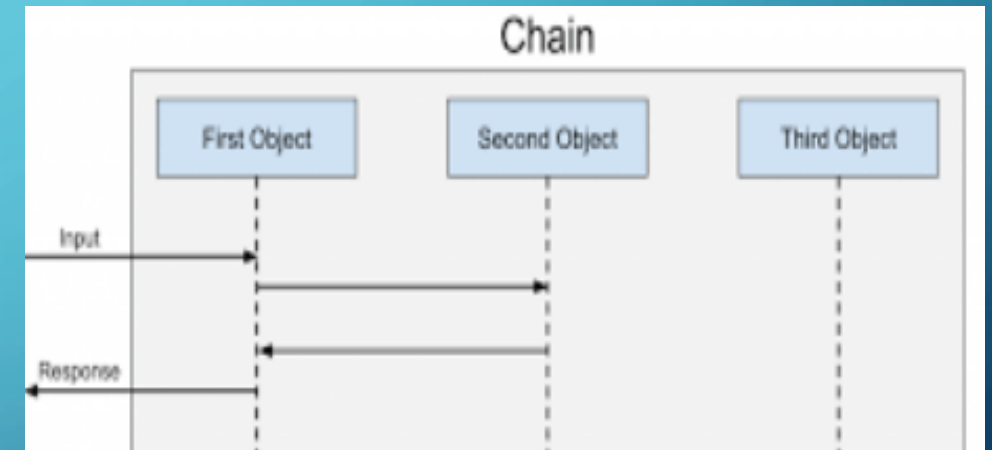 Chain
First Object
Second Object
Third Object
Input
Response